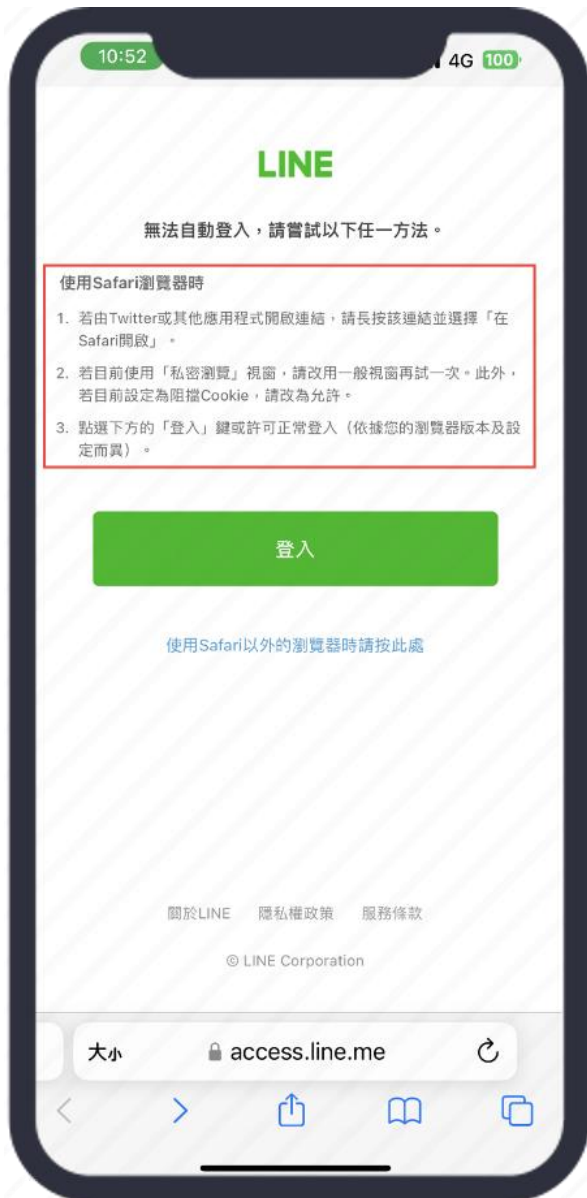 10:52
4G 100
LINE
無法自動登入，請嘗試以下任一方法。
使用Safari瀏覽器時
1. 若由Twitter或其他應用程式開啟連結，請長按該連結並選擇「在
Safari開啟」。
2. 若目前使用「私密瀏覽」視窗，請改用一般視窗再試一次。此外，
若目前設定為阻擋Cookie，請改為允許。
3. 點選下方的「登入」鍵或許可正常登入（依據您的瀏覽器版本及設
定而異）。
登入
使用Safari以外的瀏覽器時請按此處
關於LINE 隱私權政策 服務條款
© LINE Corporation
大小 access.line.me